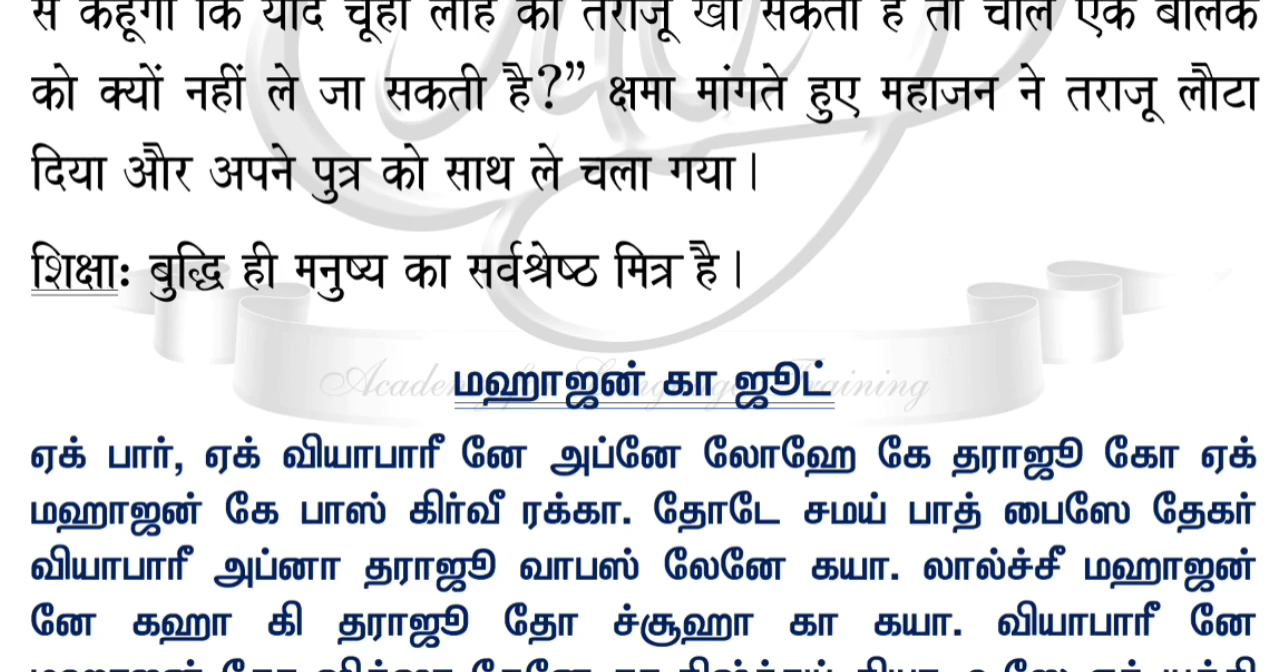 से कहूंगा कि यदि चूहा लोहे का तराजू खा सकता है तो चील एक बालक
को क्यों नहीं ले जा सकती है?” क्षमा मांगते हुए महाजन ने तराजू लौटा
दिया और अपने पुत्र को साथ ले चला गया।
शिक्षाः बुद्धि ही मनुष्य का सर्वश्रेष्ठ मित्र है।
மஹாஜன் கா ஜூட்
ஏக் பார், ஏக் வியாபாரீ னே அப்னே லோஹே கே தராஜூ கோ ஏக்
மஹாஜன் கே பாஸ் கிர்வீ ரக்கா. தோடே சமய் பாத் பைஸே தேகர்
வியாபாரீ அப்னா தராஜூ வாபஸ் லேனே கயா. லால்ச்சீ மஹாஜன்
னே கஹா கி தராஜூ தோ ச்சூஹா கா கயா. வியாபாரீ னே